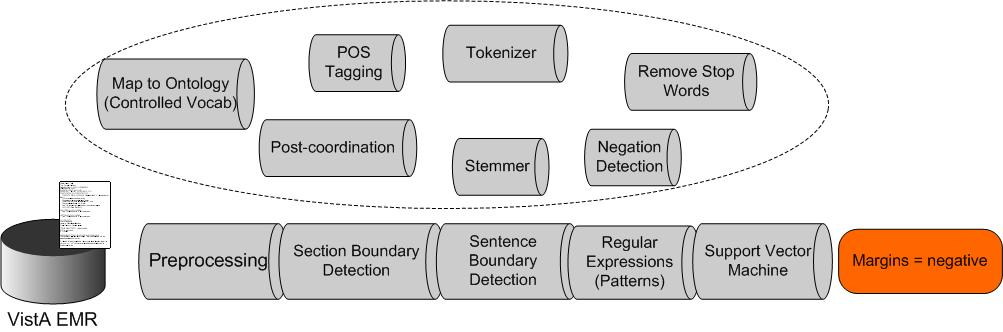 POS
Tagging
Tokenizer
Map to Ontology
(Controlled Vocab)
Remove Stop
Words
Post-coordination
Stemmer
Negation
Detection
Preprocessing
Section Boundary
Detection
Sentence
Boundary
Detection
Regular
Expressions
(Patterns)
Support Vector
Machine
Margins = negative
VistA EMR